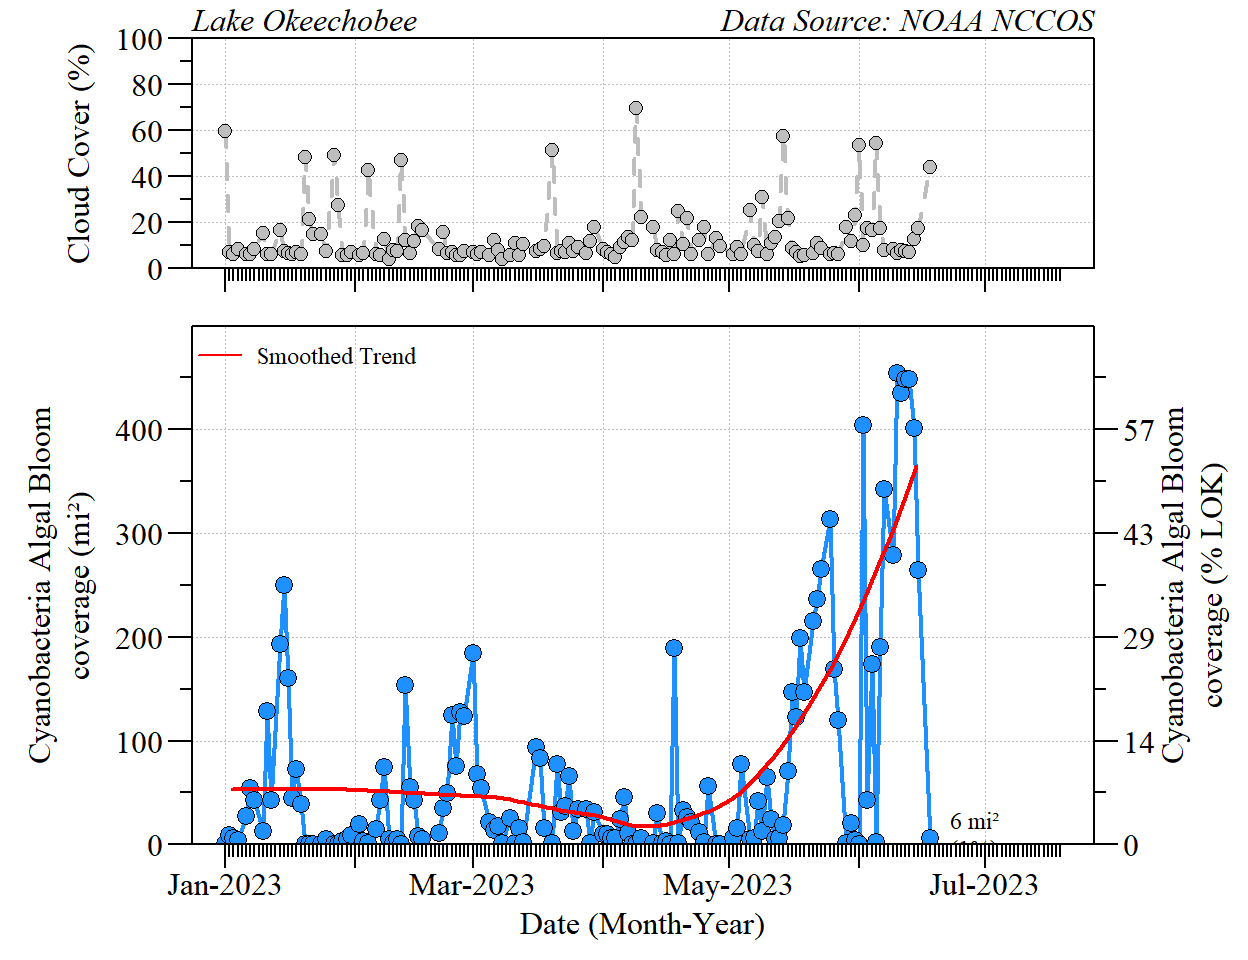 Lake Okeechobee
Data Source: NOAA NCCOS
Cloud Cover (%)
100
80
60
40
20
0
Smoothed Trend
Cyanobacteria Algal Bloom
coverage (mi²)
400
300
200
100
0
57
43
29
14
0
Cyanobacteria Algal Bloom
coverage (% LOK)
6 mi²
Jan-2023
Mar-2023
May-2023
Jul-2023
Date (Month-Year)